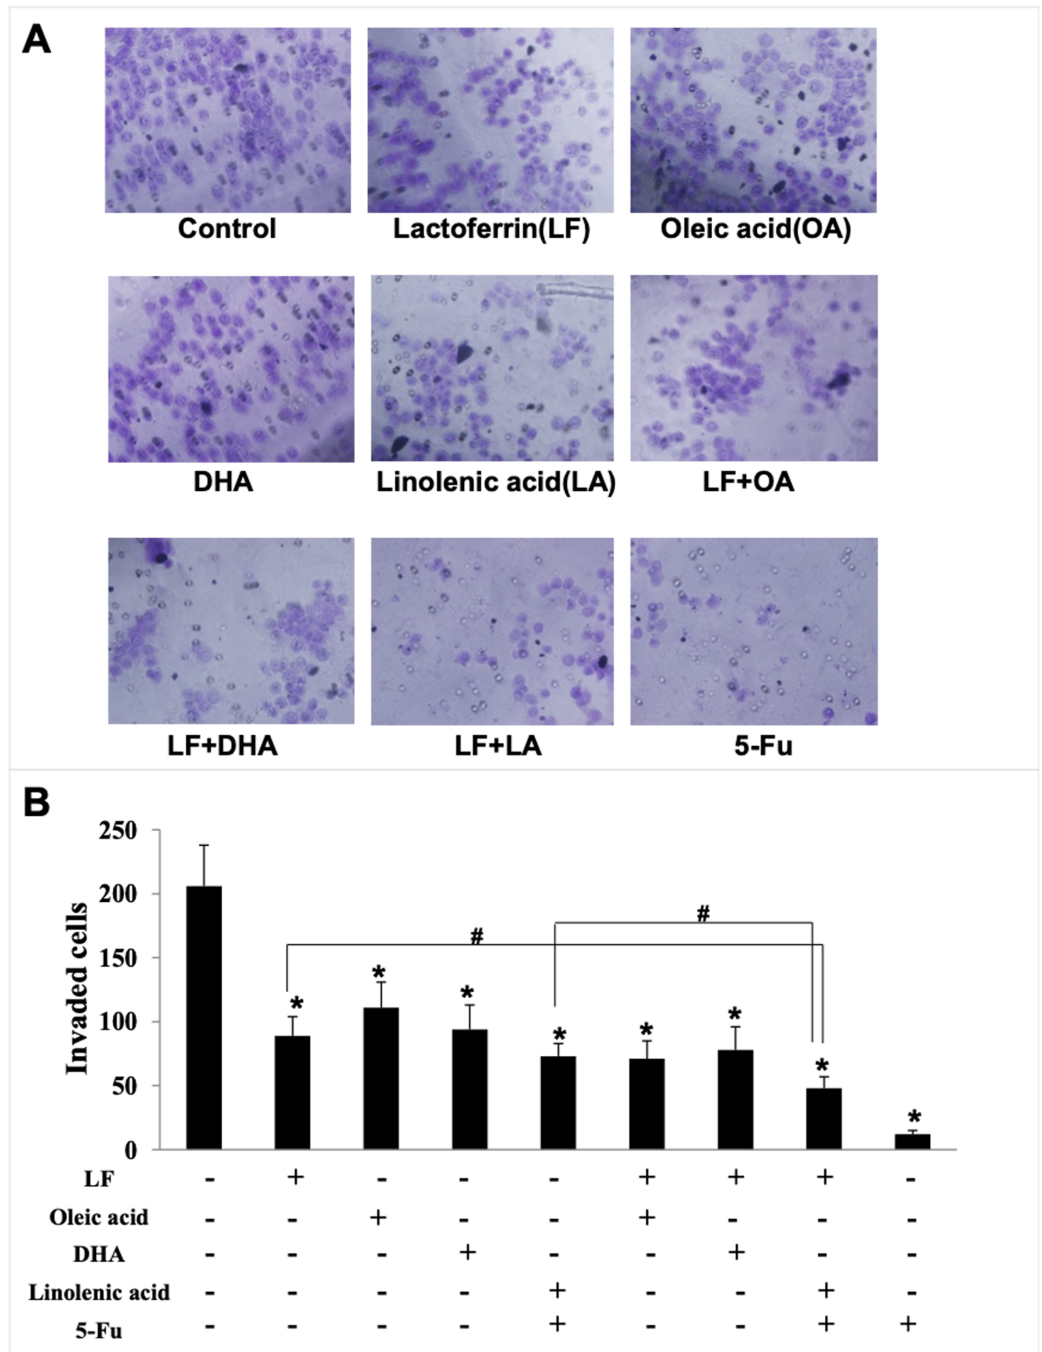 A
Control Lactoferrin(LF) Oleic acid(OA)
DHA Linolenic acid(LA) LF+OA
LF+DHA LF+LA 5-Fu
B
Invaded cells
250
200
150
100
50
0
#
#
* * * * * * * *
LF - + - - - + + + -
Oleic acid - - + - - + - - -
DHA - - - + - - + - -
Linolenic acid - - - - + - - + -
5-Fu - - - - + - - + +